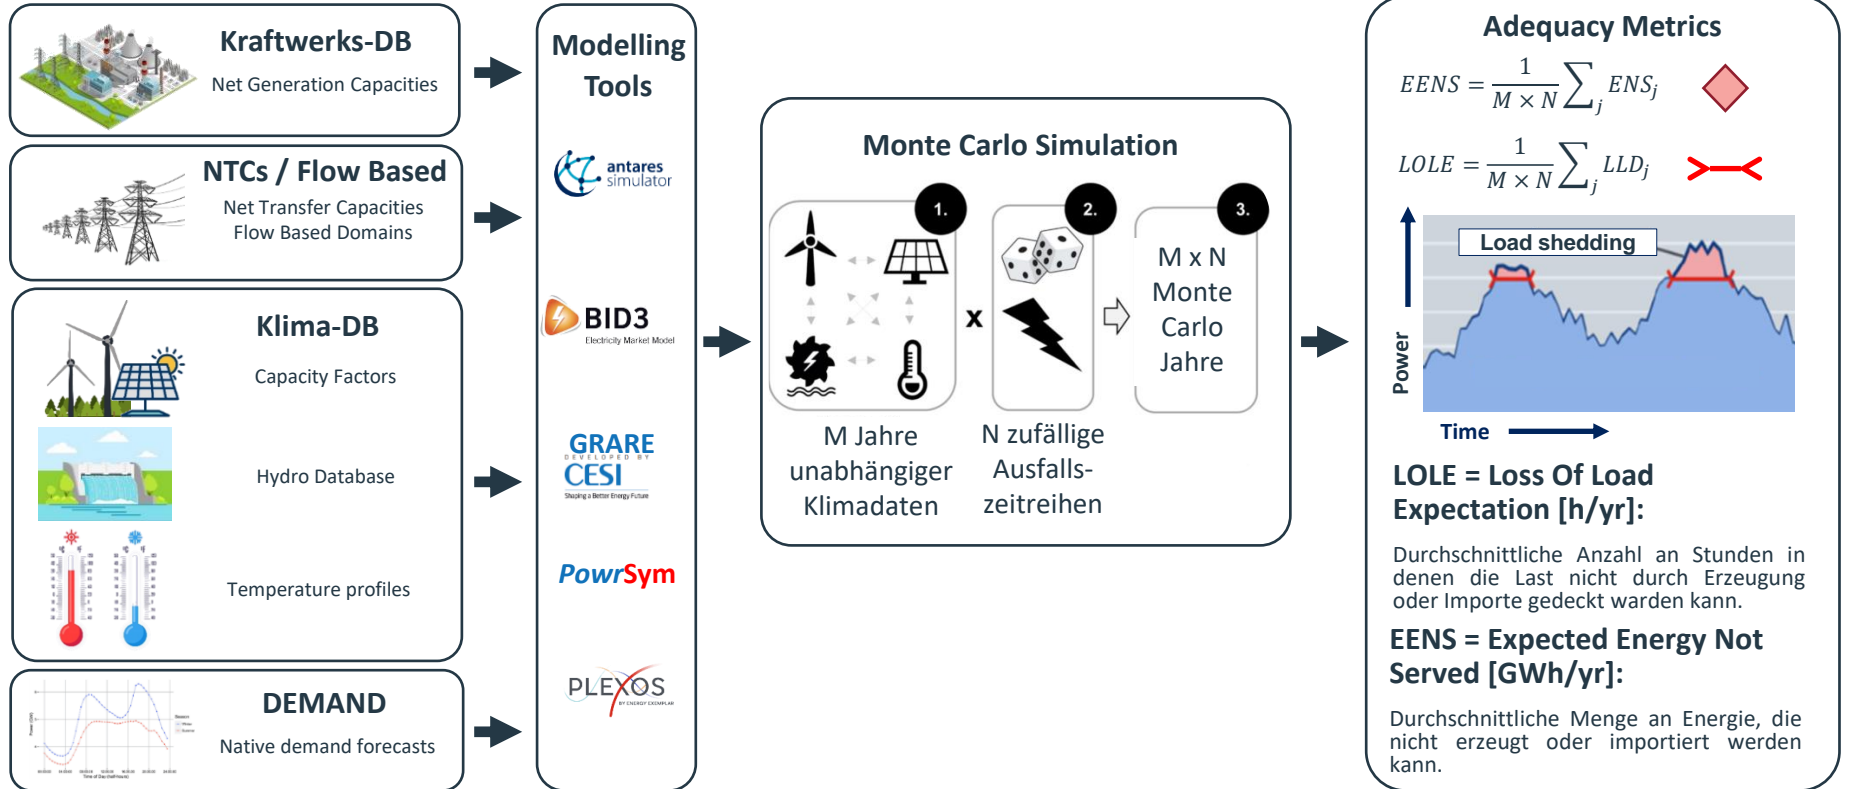 Kraftwerks-DB
Net Generation Capacities
NTCs / Flow Based
Net Transfer Capacities
Flow Based Domains
Klima-DB
Capacity Factors
Hydro Database
Temperature profiles
DEMAND
Native demand forecasts
Modelling
Tools
antares
simulator
BID3
Electricity Market Model
GRARE
DEVELOPED BY
CESI
Shaping a Better Energy Future
PowrSym
PLEXOS
BY ENERGY EXEMPLAR
Monte Carlo Simulation
1.
2.
3.
x
M x N
Monte
Carlo
Jahre
M Jahre
unabhängiger
Klimadaten
N zufällige
Ausfalls-
zeitreihen
Adequacy Metrics
EENS = 1 / (M × N) ∑j ENSj
LOLE = 1 / (M × N) ∑j LLDj
Load shedding
Power
Time
LOLE = Loss Of Load
Expectation [h/yr]:
Durchschnittliche Anzahl an Stunden in
denen die Last nicht durch Erzeugung
oder Importe gedeckt warden kann.
EENS = Expected Energy Not
Served [GWh/yr]:
Durchschnittliche Menge an Energie, die
nicht erzeugt oder importiert werden
kann.